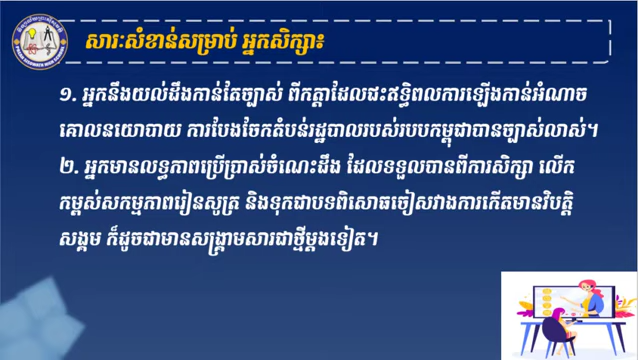 សារៈសំខាន់សម្រាប់ អ្នកសិក្សា៖
១. អ្នកនឹងយល់ដឹងកាន់តែច្បាស់ ពីកត្តាដែលជះឥទ្ធិពលការឡើងកាន់អំណាច
គោលនយោបាយ ការបែងចែកតំបន់រដ្ឋបាលរបស់របបកម្ពុជាបានច្បាស់លាស់។
២. អ្នកមានលទ្ធភាពប្រើប្រាស់ចំណេះដឹង ដែលទទួលបានពីការសិក្សា លើក
កម្ពស់សកម្មភាពរៀនសូត្រ និងទុកជាបទពិសោធចៀសវាងការកើតមានវិបត្តិ
សង្គម ក៏ដូចជាមានសង្គ្រាមសារជាថ្មីម្ដងទៀត។